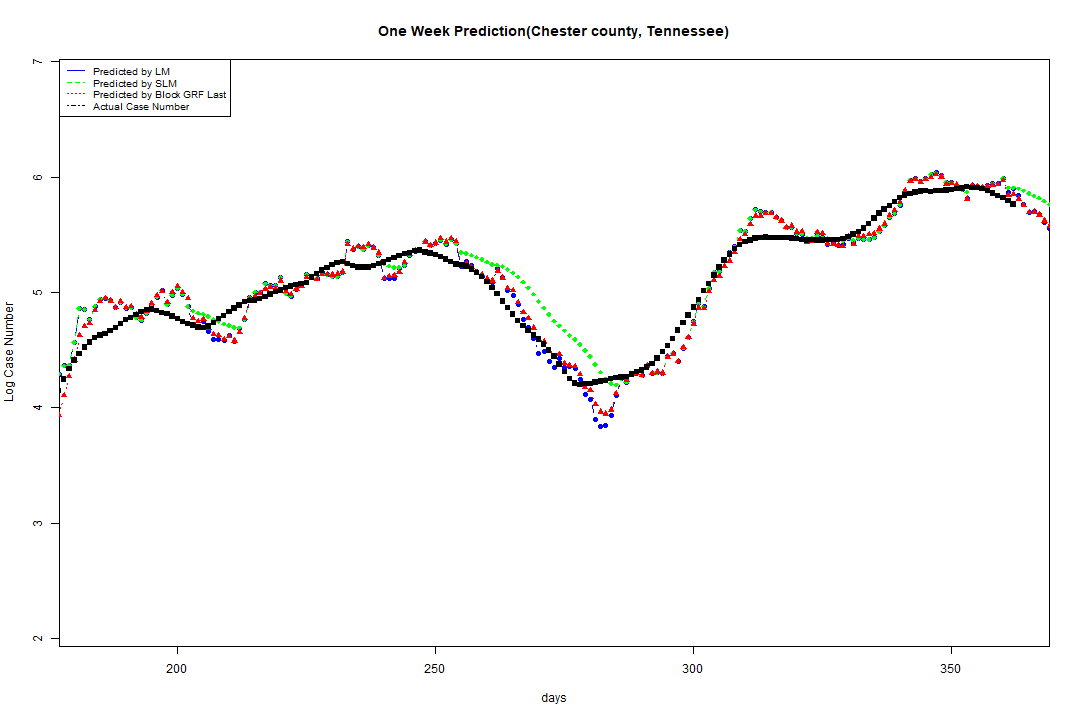 One Week Prediction(Chester county, Tennessee)
Predicted by LM
Predicted by SLM
Predicted by Block GRF Last
Actual Case Number
7
6
5
4
3
2
Log Case Number
200 250 300 350
days